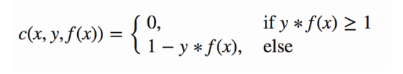 c(x, y, f(x)) = { 0, if y * f(x) ≥ 1
1 − y * f(x), else